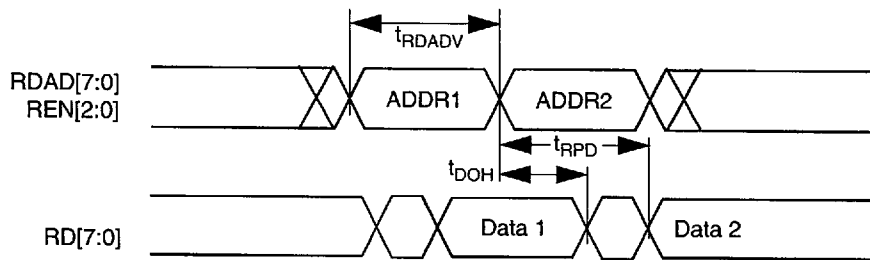 tRDADV
RDAD[7:0]
REN[2:0]
ADDR1
ADDR2
tRPD
tDOH
RD[7:0]
Data 1
Data 2